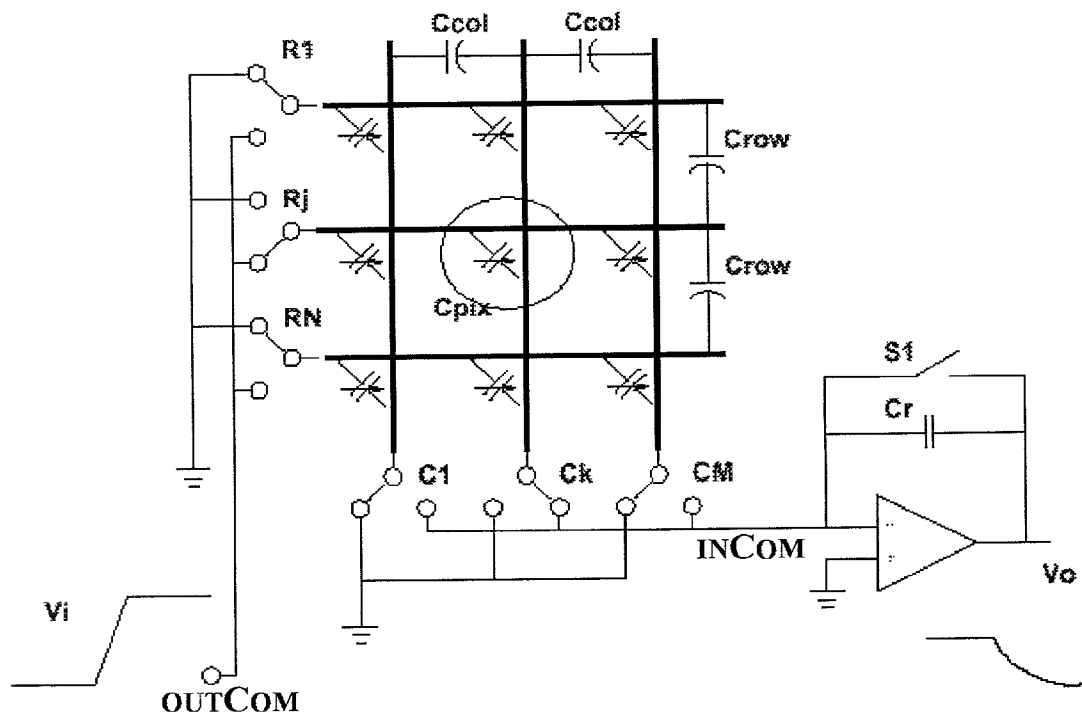 Ccol Ccol
R1
Crow
Rj
Crow
Cpix
RN
S1
Cr
C1 Ck CM
INCOM
Vi
Vo
OUTCOM